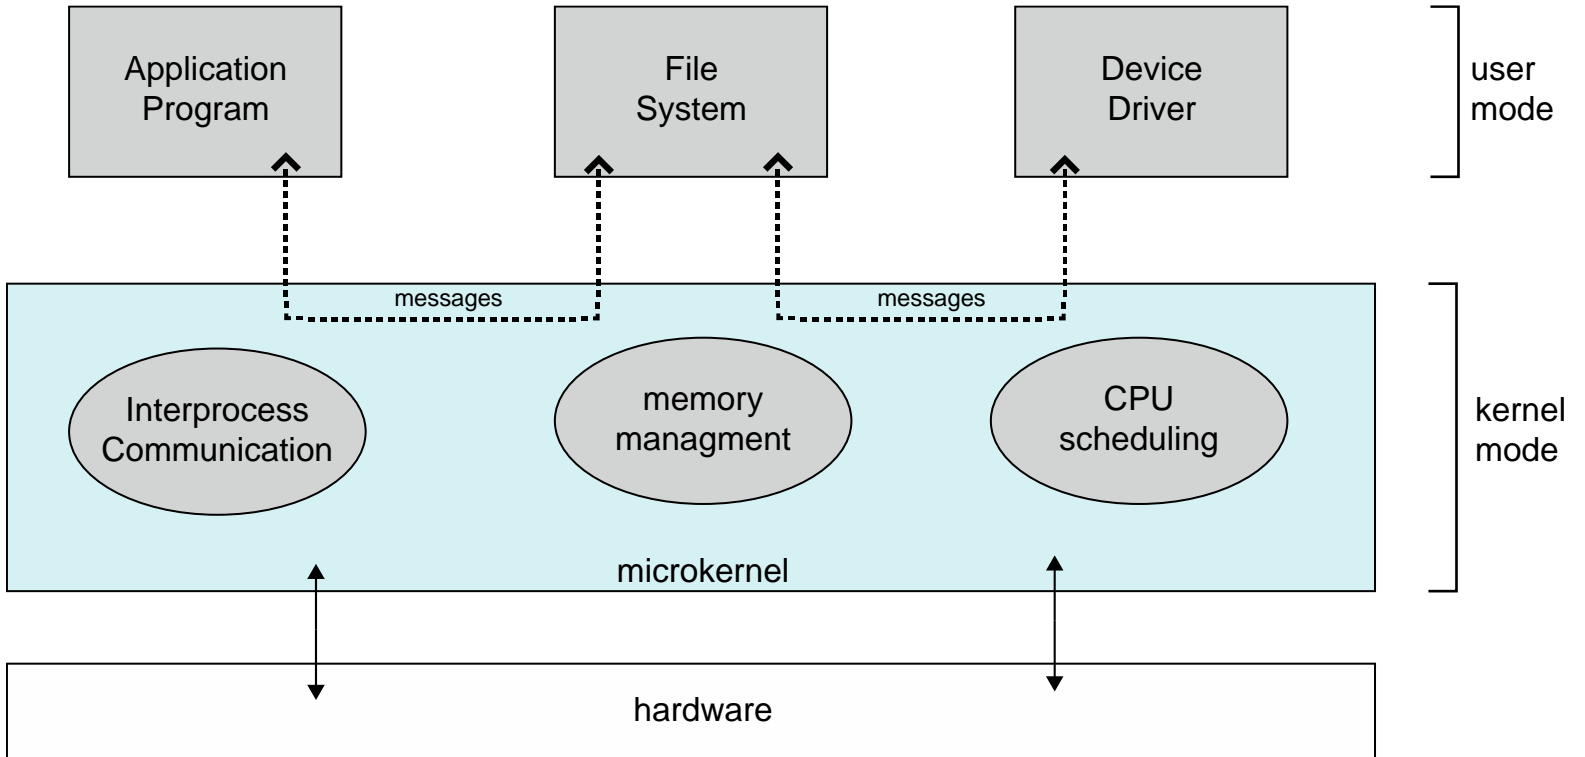 Application
Program
File
System
Device
Driver
user
mode
messages
messages
Interprocess
Communication
memory
managment
CPU
scheduling
kernel
mode
microkernel
hardware